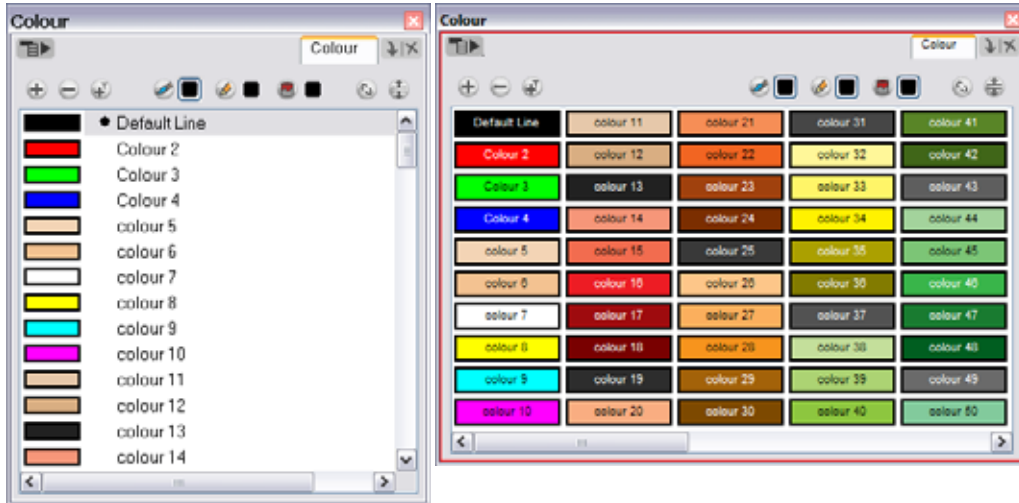 Colour
Colour
Default Line
Colour 2
Colour 3
Colour 4
colour 5
colour 6
colour 7
colour 8
colour 9
colour 10
colour 11
colour 12
colour 13
colour 14
Colour
Colour
Default Line colour 11 colour 21 colour 31 colour 41
Colour 2 colour 12 colour 22 colour 32 colour 42
Colour 3 colour 13 colour 23 colour 33 colour 43
Colour 4 colour 14 colour 24 colour 34 colour 44
colour 5 colour 15 colour 25 colour 35 colour 45
colour 6 colour 16 colour 26 colour 36 colour 46
colour 7 colour 17 colour 27 colour 37 colour 47
colour 8 colour 18 colour 28 colour 38 colour 48
colour 9 colour 19 colour 29 colour 39 colour 49
colour 10 colour 20 colour 30 colour 40 colour 50